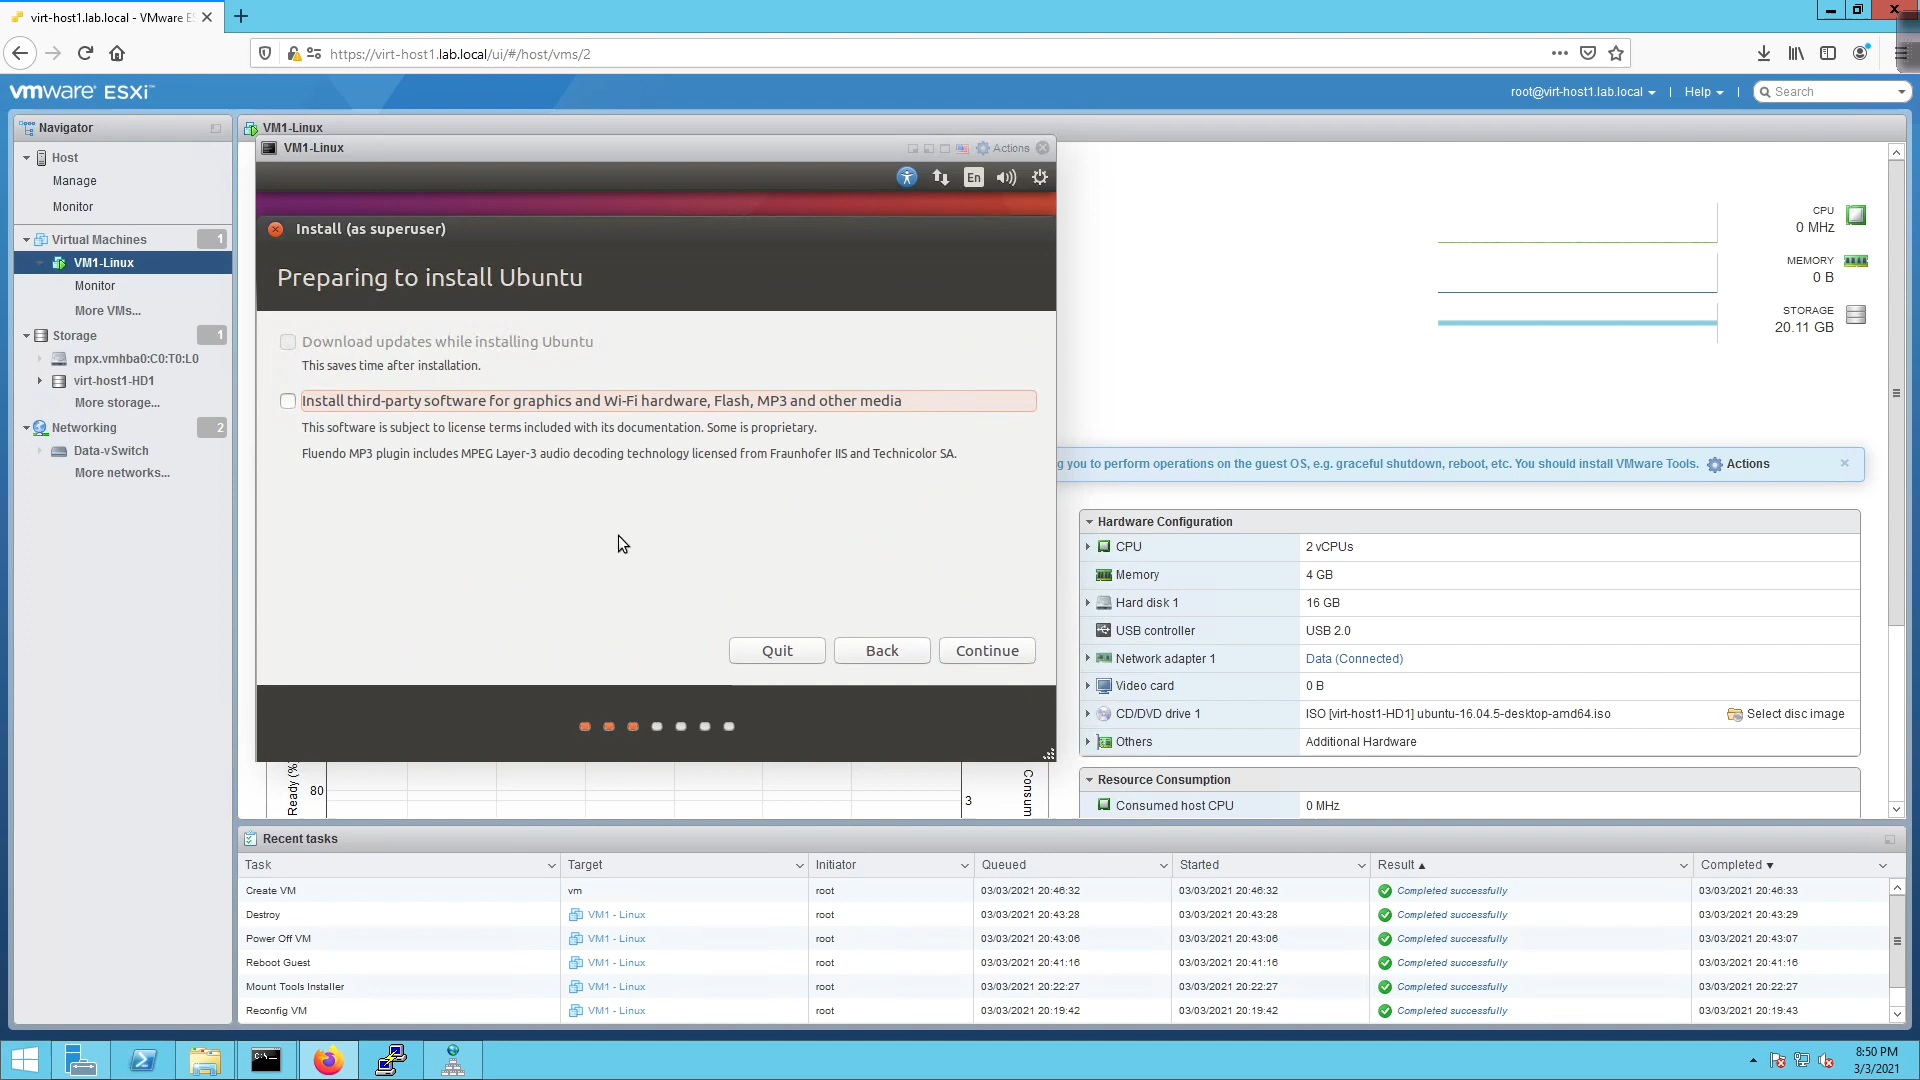 virt-host1.lab.local - VMware ES
https://virt-host1.lab.local/ui/#/host/vms/2
vmware ESXi
root@virt-host1.lab.local
Help
Search
Navigator
Host
Manage
Monitor
Virtual Machines
1
VM1-Linux
Monitor
More VMs...
Storage
1
mpx.vmhba0:C0:T0:L0
virt-host1-HD1
More storage...
Networking
2
Data-vSwitch
More networks...
VM1-Linux
VM1-Linux
Actions
En
Install (as superuser)
Preparing to install Ubuntu
Download updates while installing Ubuntu
This saves time after installation.
Install third-party software for graphics and Wi-Fi hardware, Flash, MP3 and other media
This software is subject to license terms included with its documentation. Some is proprietary.
Fluendo MP3 plugin includes MPEG Layer-3 audio decoding technology licensed from Fraunhofer IIS and Technicolor SA.
Quit
Back
Continue
CPU
0 MHz
MEMORY
0 B
STORAGE
20.11 GB
g you to perform operations on the guest OS, e.g. graceful shutdown, reboot, etc. You should install VMware Tools.
Actions
Hardware Configuration
CPU 2 vCPUs
Memory 4 GB
Hard disk 1 16 GB
USB controller USB 2.0
Network adapter 1 Data (Connected)
Video card 0 B
CD/DVD drive 1 ISO [virt-host1-HD1] ubuntu-16.04.5-desktop-amd64.iso Select disc image
Others Additional Hardware
Resource Consumption
Consumed host CPU 0 MHz
Ready (%)
80
3
Consum
Recent tasks
Task Target Initiator Queued Started Result Completed
Create VM vm root 03/03/2021 20:46:32 03/03/2021 20:46:32 Completed successfully 03/03/2021 20:46:33
Destroy VM1 - Linux root 03/03/2021 20:43:28 03/03/2021 20:43:28 Completed successfully 03/03/2021 20:43:29
Power Off VM VM1 - Linux root 03/03/2021 20:43:06 03/03/2021 20:43:06 Completed successfully 03/03/2021 20:43:07
Reboot Guest VM1 - Linux root 03/03/2021 20:41:16 03/03/2021 20:41:16 Completed successfully 03/03/2021 20:41:16
Mount Tools Installer VM1 - Linux root 03/03/2021 20:22:27 03/03/2021 20:22:27 Completed successfully 03/03/2021 20:22:27
Reconfig VM VM1 - Linux root 03/03/2021 20:19:42 03/03/2021 20:19:42 Completed successfully 03/03/2021 20:19:43
8:50 PM
3/3/2021